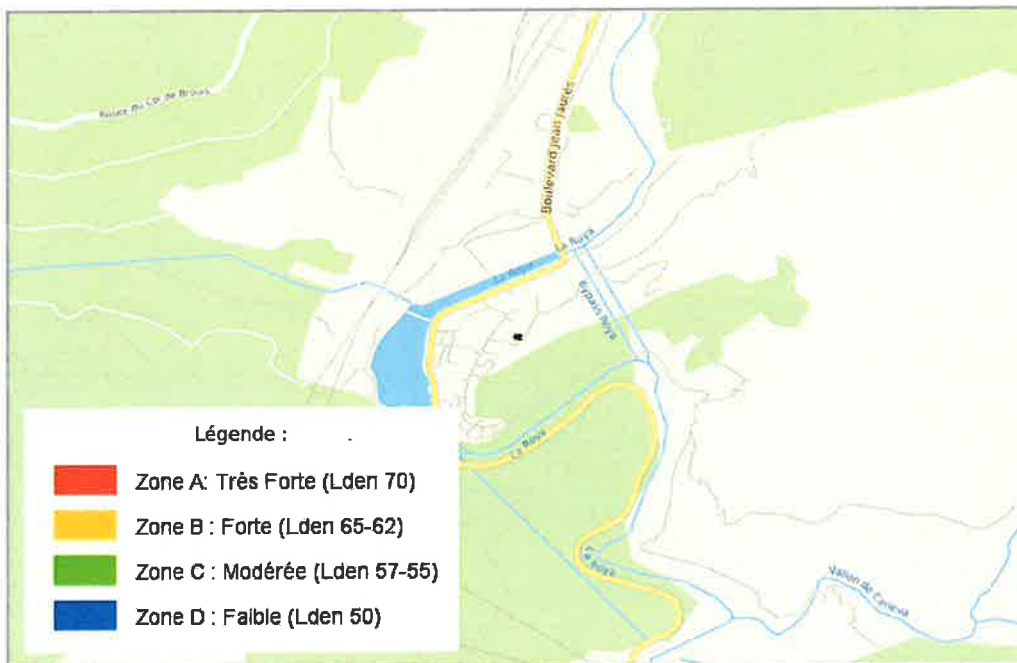 Route du Col de Brouis
Boulevard Jean Jaurès
La Roya
La Roya
Bypass Roya
La Roya
La Roya
Vallon de Caréva
Légende :
Zone A: Très Forte (Lden 70)
Zone B : Forte (Lden 65-62)
Zone C : Modérée (Lden 57-55)
Zone D : Faible (Lden 50)